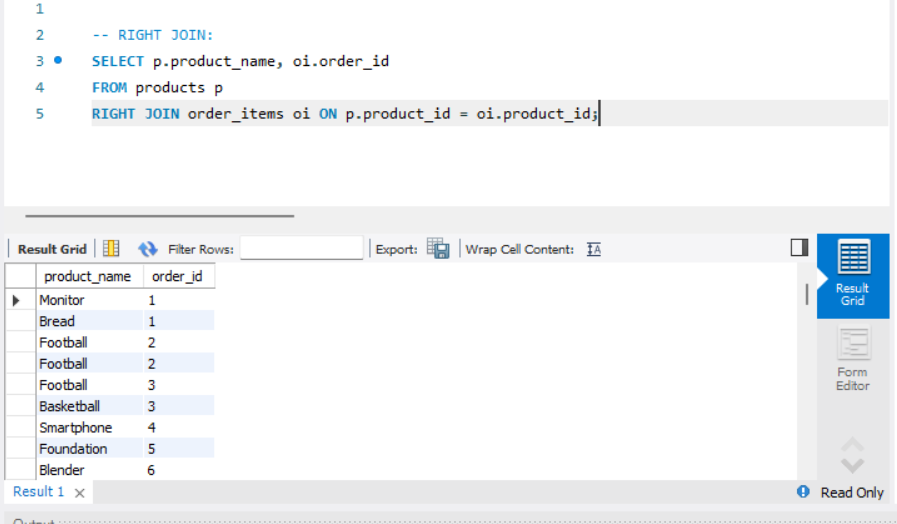 1
2 -- RIGHT JOIN:
3 SELECT p.product_name, oi.order_id
4 FROM products p
5 RIGHT JOIN order_items oi ON p.product_id = oi.product_id;
Result Grid Filter Rows: Export: Wrap Cell Content: IA
product_name order_id
Monitor 1
Bread 1
Football 2
Football 2
Football 3
Basketball 3
Smartphone 4
Foundation 5
Blender 6
Result
Grid
Form
Editor
Result 1 × Read Only
Output